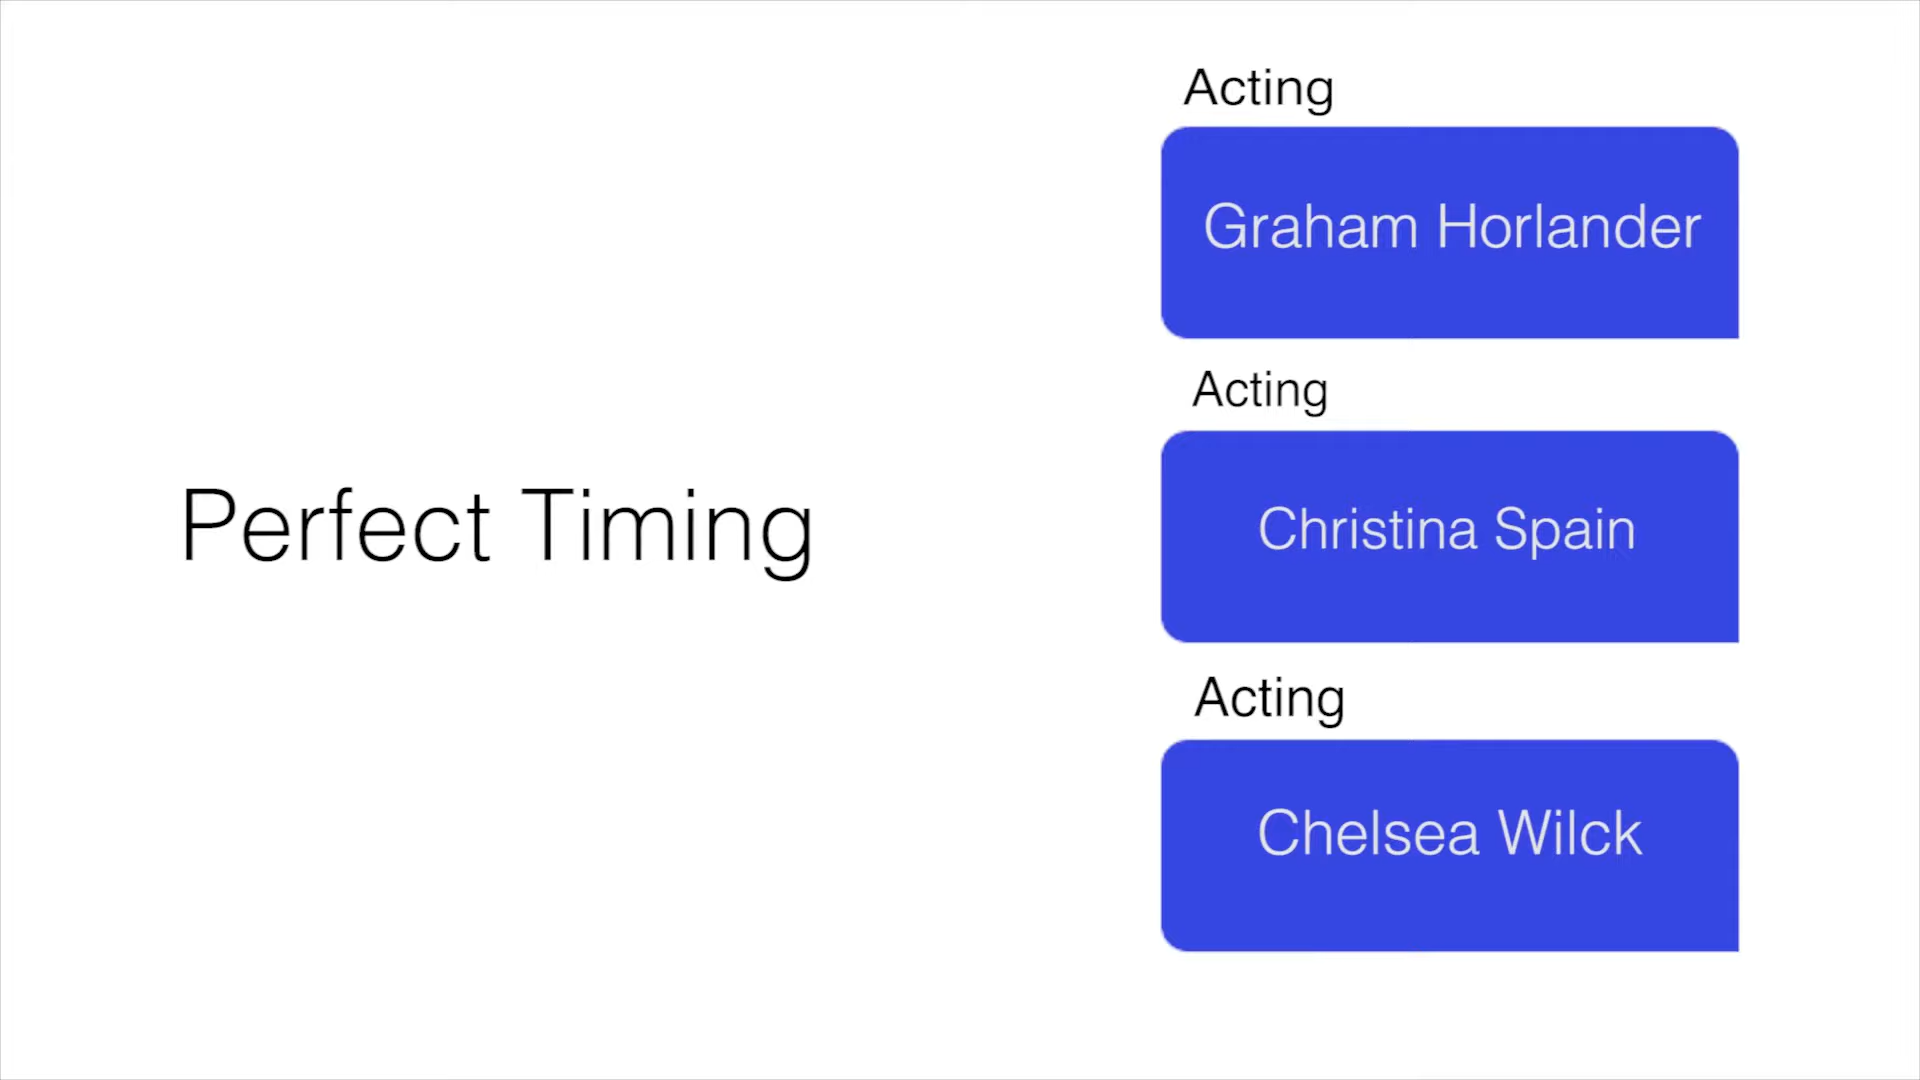 Perfect Timing
Acting
Graham Horlander
Acting
Christina Spain
Acting
Chelsea Wilck